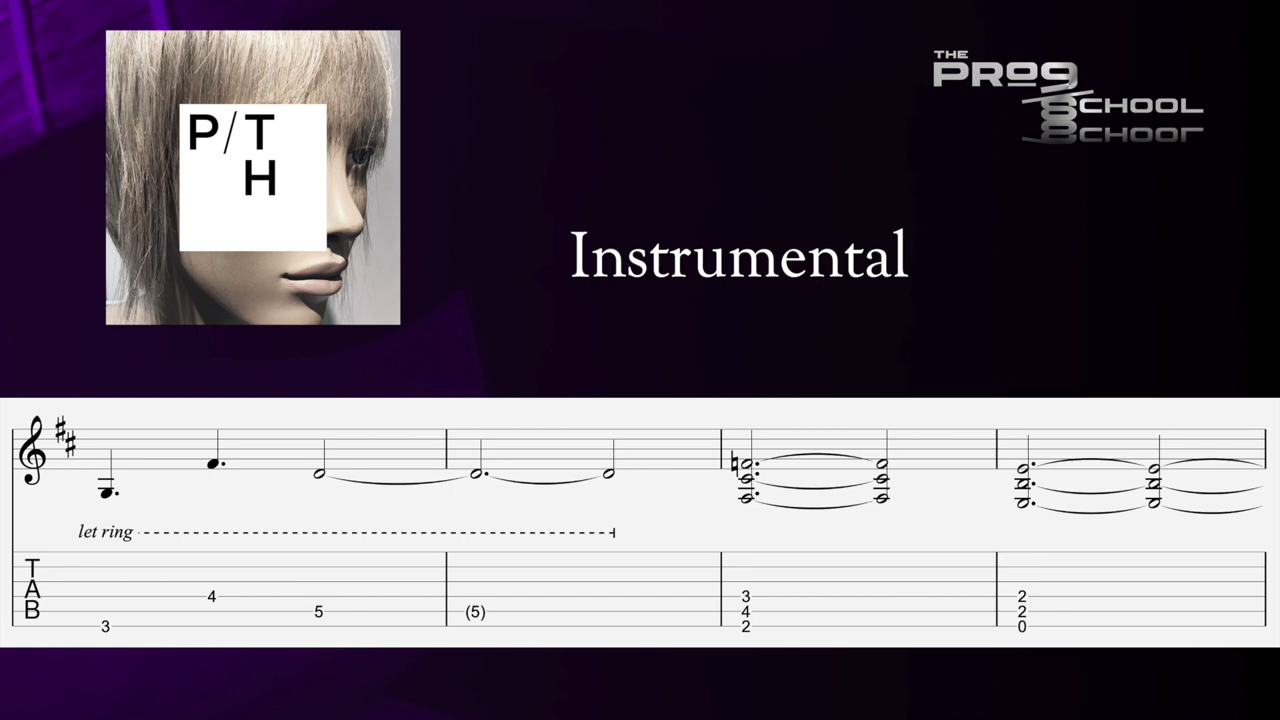 P/T
H
THE
PROG
SCHOOL
Instrumental
let ring
T
A
B
3
4
5
(5)
3
4
2
2
2
0